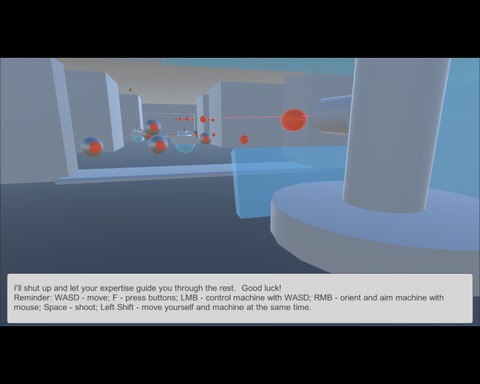 I'll shut up and let your expertise guide you through the rest.  Good luck!
Reminder: WASD - move; F - press buttons; LMB - control machine with WASD; RMB - orient and aim machine with
mouse; Space - shoot; Left Shift - move yourself and machine at the same time.